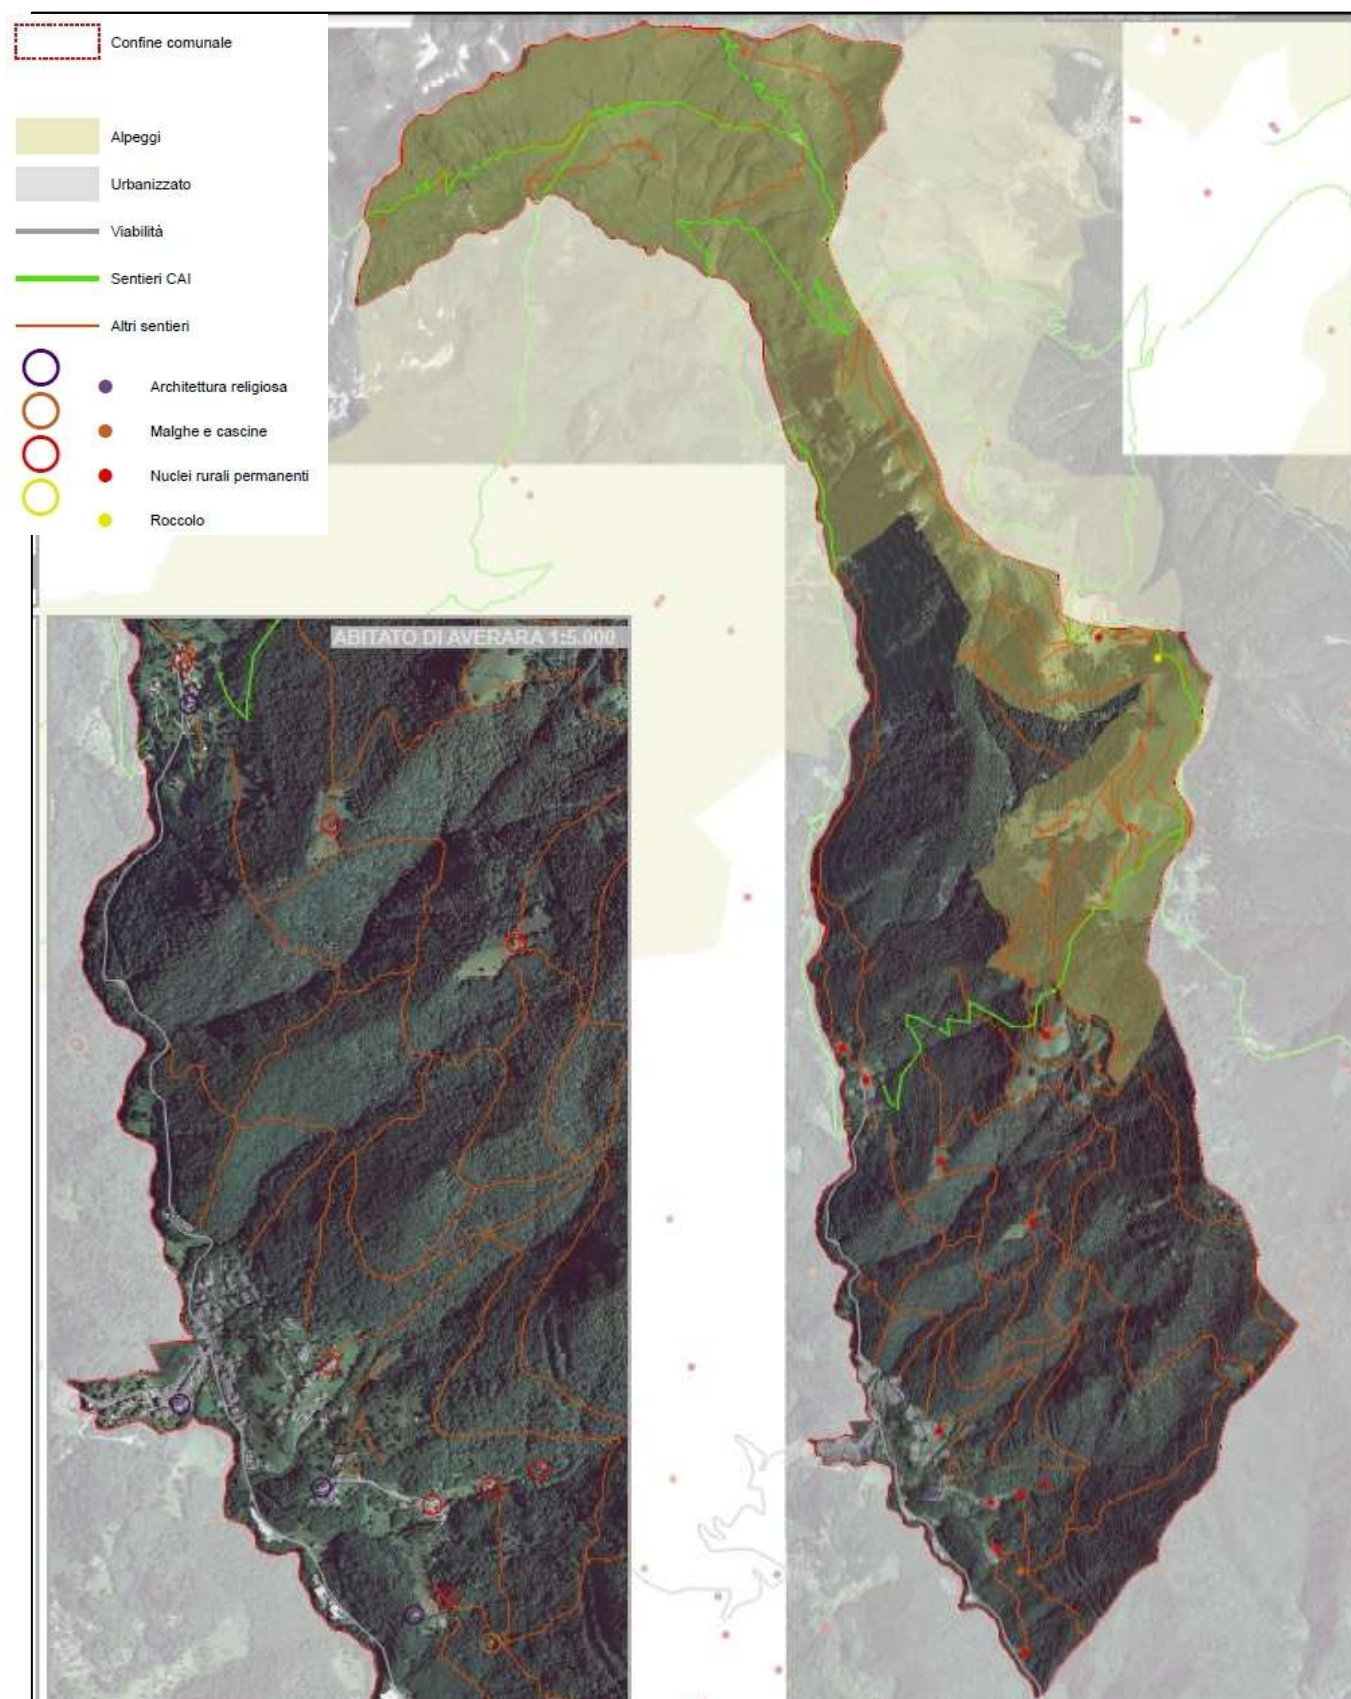 Confine comunale
Alpeggi
Urbanizzato
Viabilità
Sentieri CAI
Altri sentieri
Architettura religiosa
Malghe e cascine
Nuclei rurali permanenti
Roccolo
ABITATO DI AVERARA 1:5.000